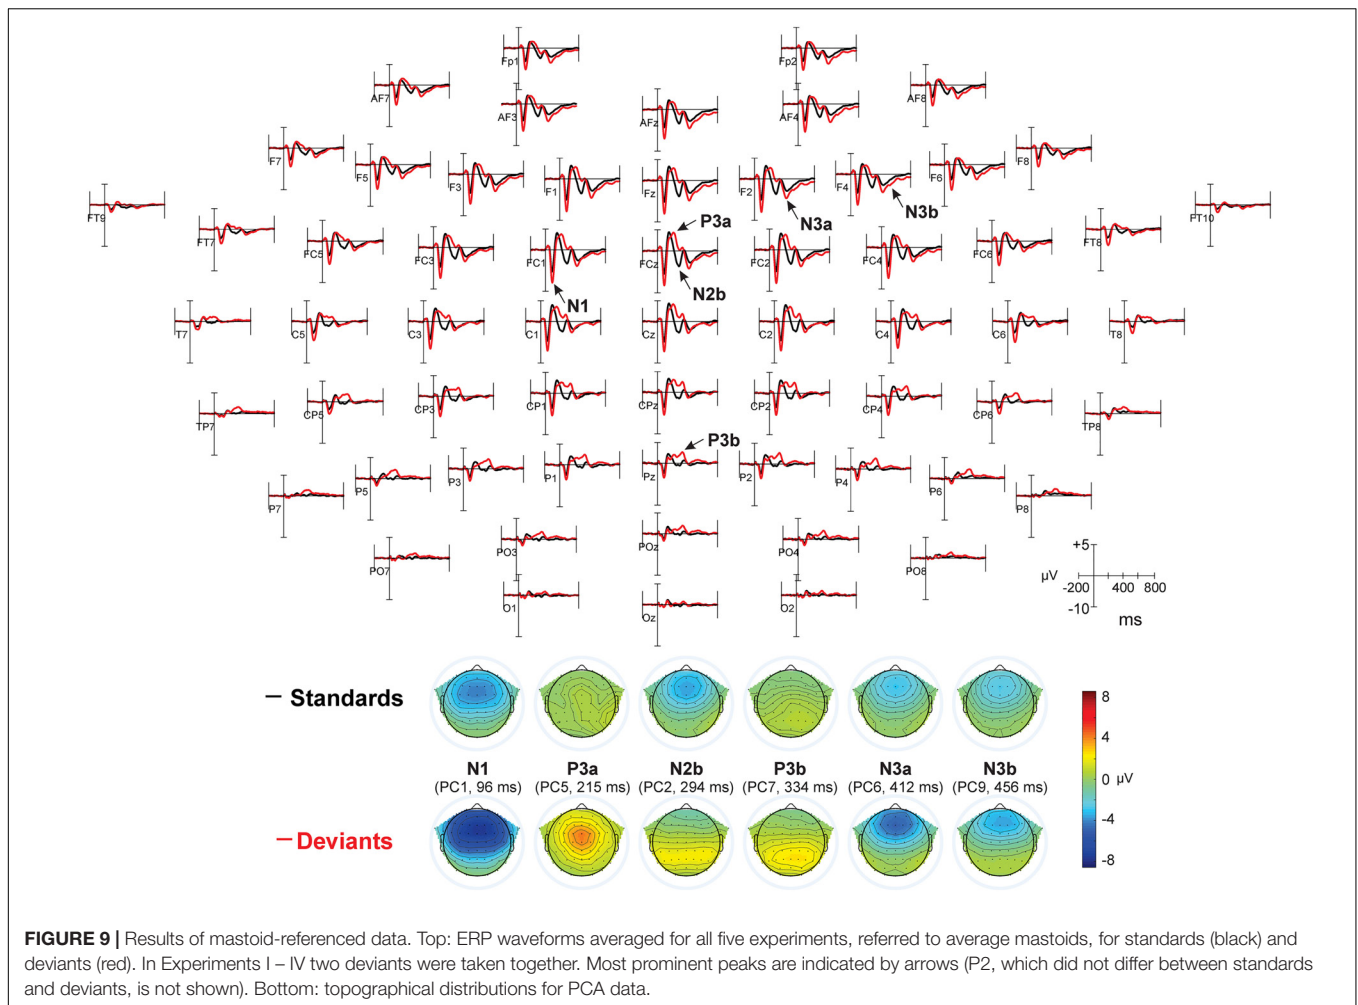 Fp1 Fp2
AF7 AF8
AF3 AFz AF4
F7 F8
F5 F3 F1 Fz F2 F4 F6
FT9 P3a N3a N3b FT10
FT7 FT8
FC5 FC3 FC1 FCz FC2 FC4 FC6
N1 N2b
T7 C5 C3 C1 Cz C2 C4 C6 T8
CP5 CP3 CP1 CPz CP2 CP4 CP6
TP7 TP8
P3b
P5 P3 P1 Pz P2 P4 P6
P7 P8
PO3 POz PO4
PO7 PO8
O1 Oz O2
+5
µV
-200 400 800
-10
ms
Standards
N1 P3a N2b P3b N3a N3b
(PC1, 96 ms) (PC5, 215 ms) (PC2, 294 ms) (PC7, 334 ms) (PC6, 412 ms) (PC9, 456 ms)
Deviants
8
4
0 µV
-4
-8
FIGURE 9 | Results of mastoid-referenced data. Top: ERP waveforms averaged for all five experiments, referred to average mastoids, for standards (black) and
deviants (red). In Experiments I – IV two deviants were taken together. Most prominent peaks are indicated by arrows (P2, which did not differ between standards
and deviants, is not shown). Bottom: topographical distributions for PCA data.